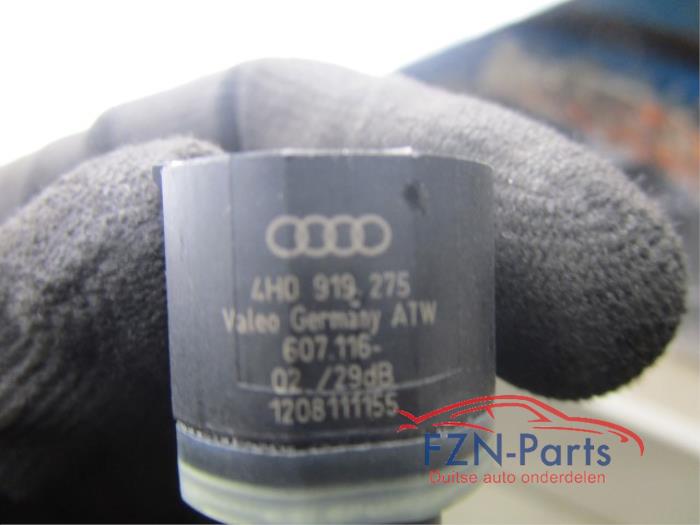 4H0 919 275
Valeo Germany ATW
607.116-
02 /29dB
1208111155
FZN-Parts
Duitse auto onderdelen